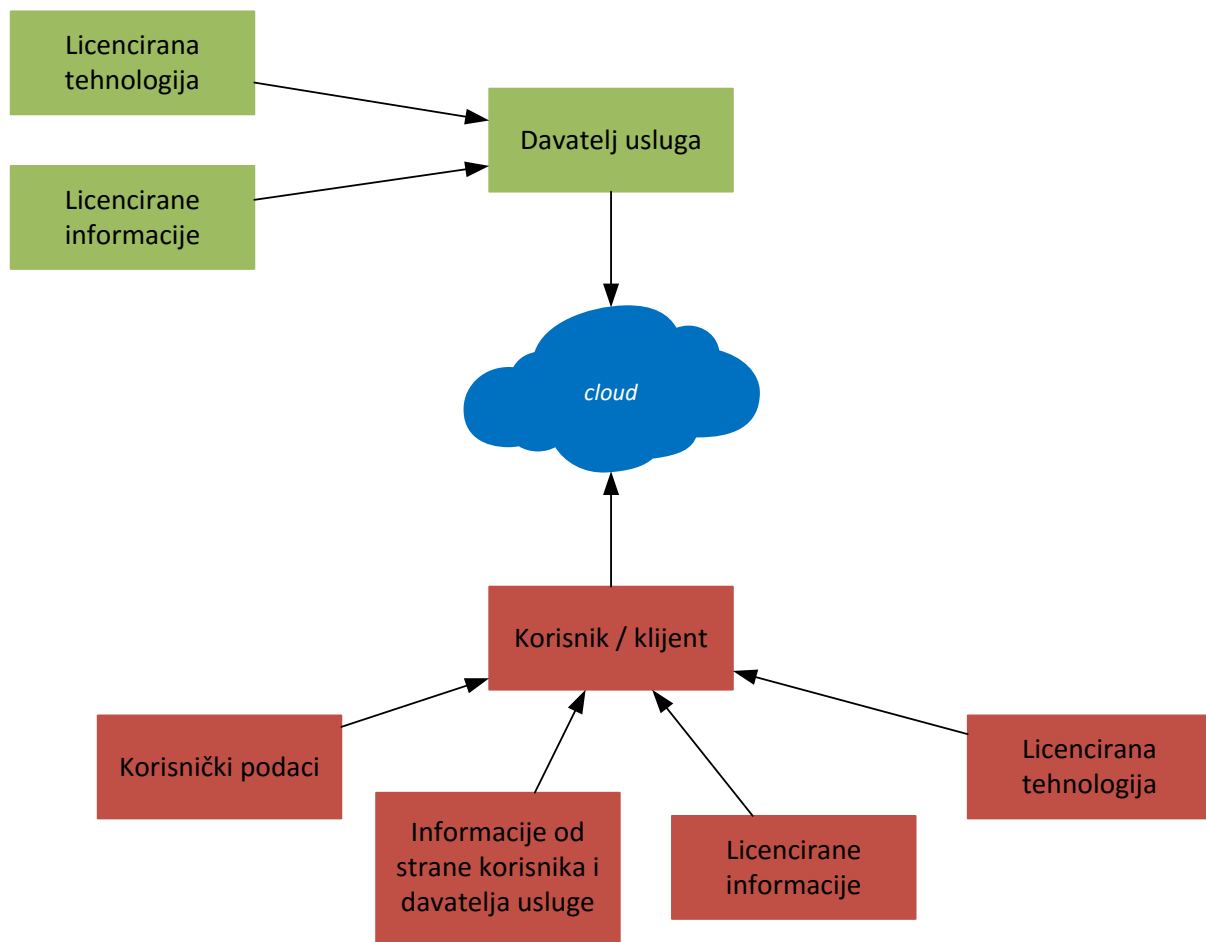 Licencirana
tehnologija
Davatelj usluga
Licencirane
informacije
cloud
Korisnik / klijent
Korisnički podaci
Informacije od
strane korisnika i
davatelja usluge
Licencirane
informacije
Licencirana
tehnologija